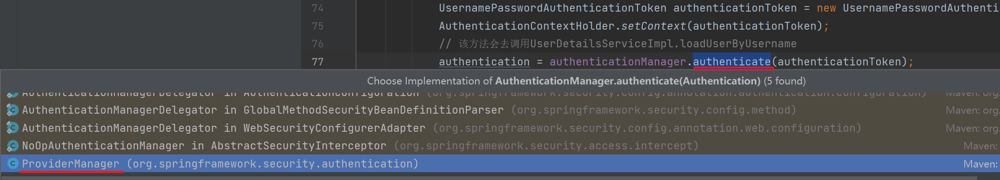 74 UsernamePasswordAuthenticationToken authenticationToken = new UsernamePasswordAuthenti
75 AuthenticationContextHolder.setContext(authenticationToken);
76 // 该方法会去调用UserDetailsServiceImpl.loadUserByUsername
77 authentication = authenticationManager.authenticate(authenticationToken);
Choose Implementation of AuthenticationManager.authenticate(Authentication) (5 found)
AuthenticationManagerDelegator in AuthenticationConfiguration (org.springframework.security.config.annotation.authentication.configuration) Maven: org.
AuthenticationManagerDelegator in GlobalMethodSecurityBeanDefinitionParser (org.springframework.security.config.method) Maven: org.
AuthenticationManagerDelegator in WebSecurityConfigurerAdapter (org.springframework.security.config.annotation.web.configuration) Maven: org.
NoOpAuthenticationManager in AbstractSecurityInterceptor (org.springframework.security.access.intercept) Maven:
ProviderManager (org.springframework.security.authentication) Maven: